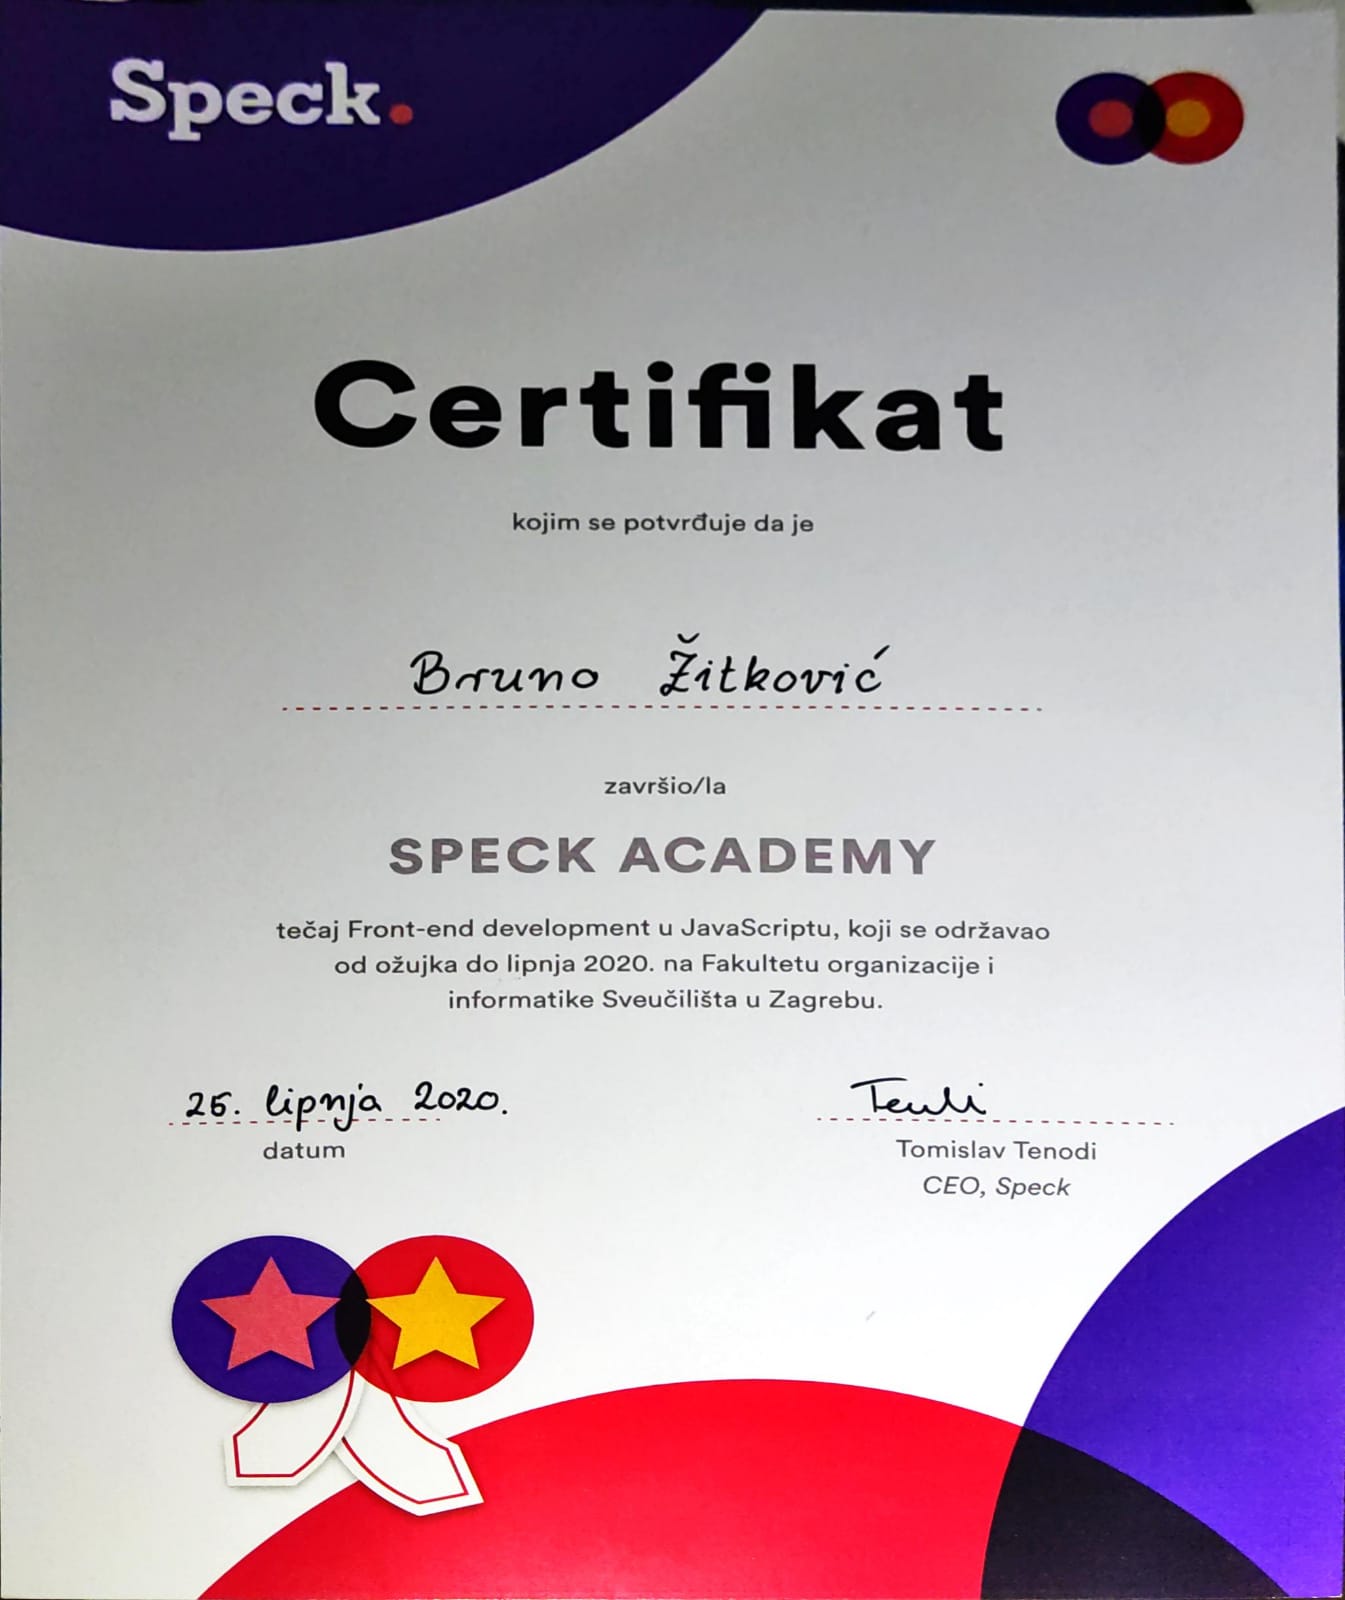 Speck.
Certifikat
kojim se potvrđuje da je
Bruno Žitković
završio/la
SPECK ACADEMY
tečaj Front-end development u JavaScriptu, koji se održavao
od ožujka do lipnja 2020. na Fakultetu organizacije i
informatike Sveučilišta u Zagrebu.
25. lipnja 2020.
datum
Tomislav Tenodi
CEO, Speck